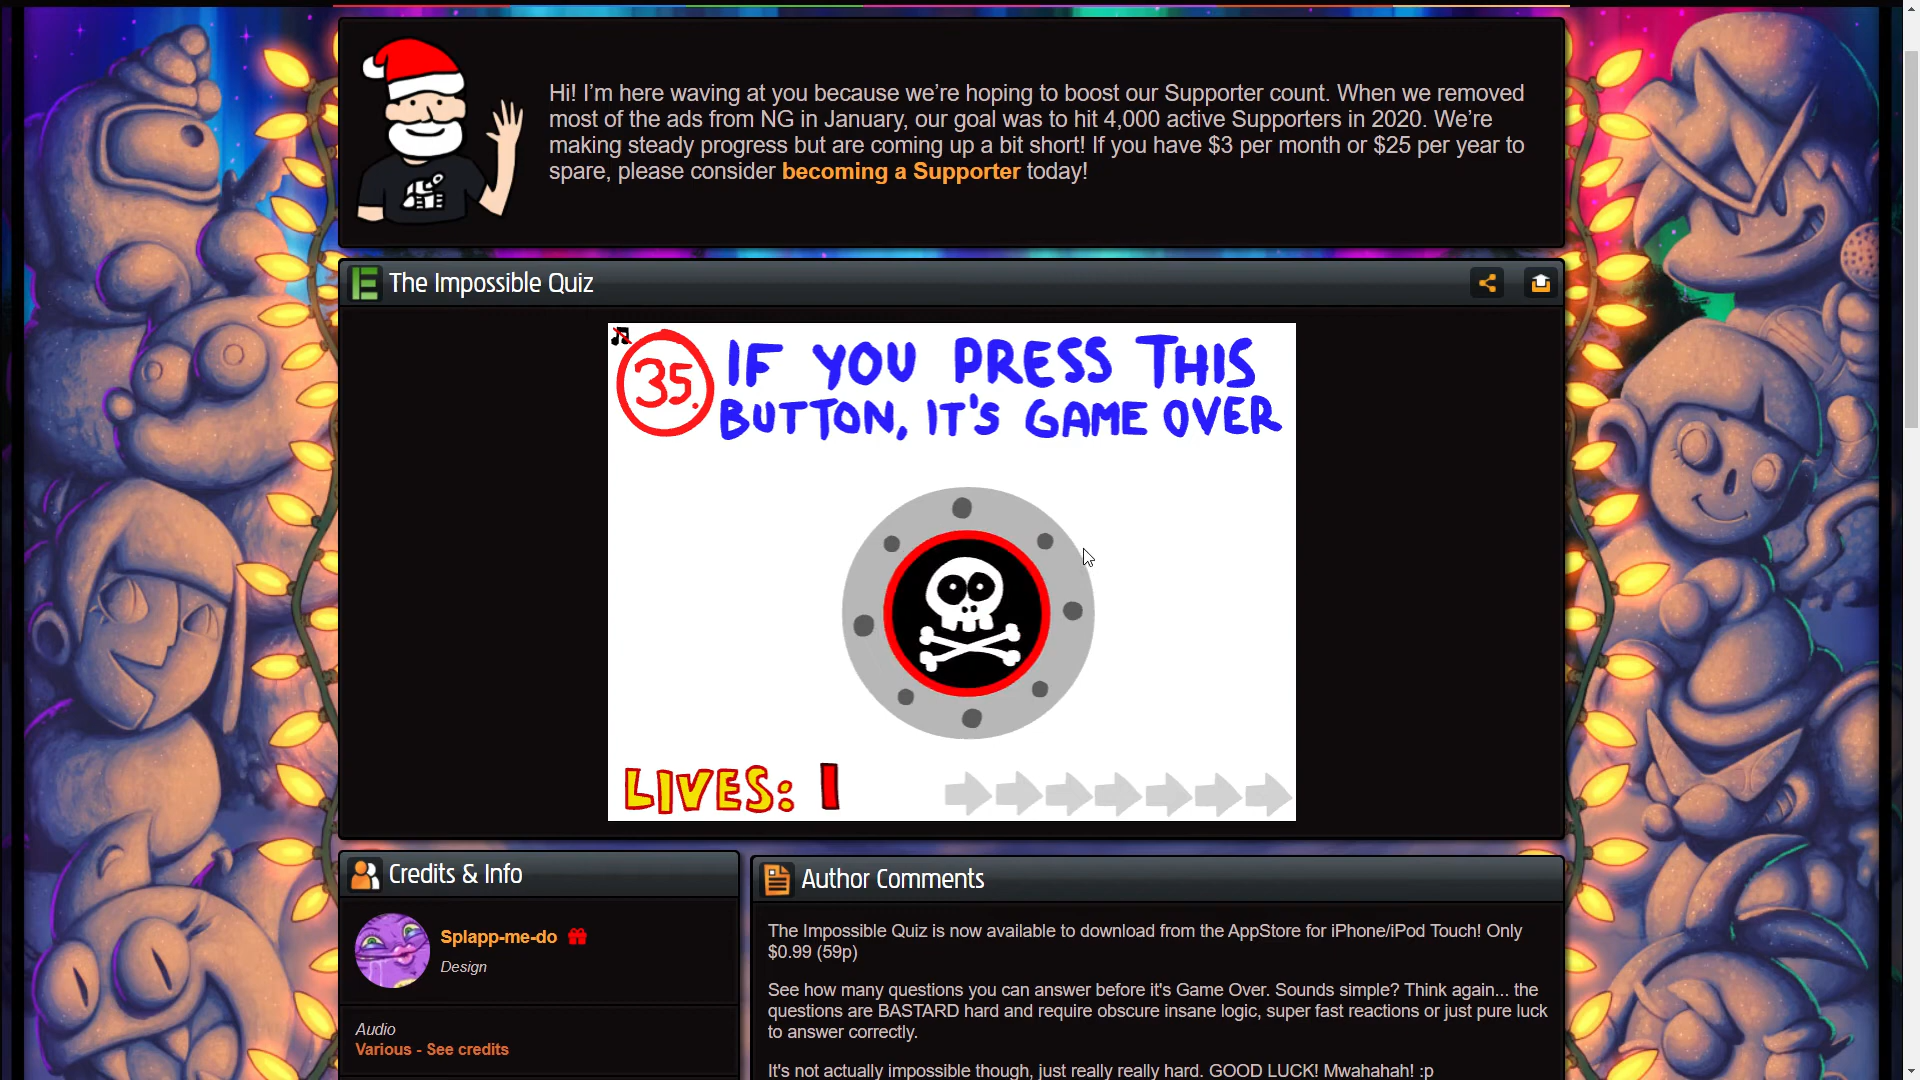 Hi! I'm here waving at you because we're hoping to boost our Supporter count. When we removed
most of the ads from NG in January, our goal was to hit 4,000 active Supporters in 2020. We're
making steady progress but are coming up a bit short! If you have $3 per month or $25 per year to
spare, please consider becoming a Supporter today!
The Impossible Quiz
35. IF YOU PRESS THIS
BUTTON, IT'S GAME OVER
LIVES: 1
Credits & Info
Splapp-me-do
Design
Audio
Various - See credits
Author Comments
The Impossible Quiz is now available to download from the AppStore for iPhone/iPod Touch! Only
$0.99 (59p)
See how many questions you can answer before it's Game Over. Sounds simple? Think again... the
questions are BASTARD hard and require obscure insane logic, super fast reactions or just pure luck
to answer correctly.
It's not actually impossible though, just really really hard. GOOD LUCK! Mwahahah! :p